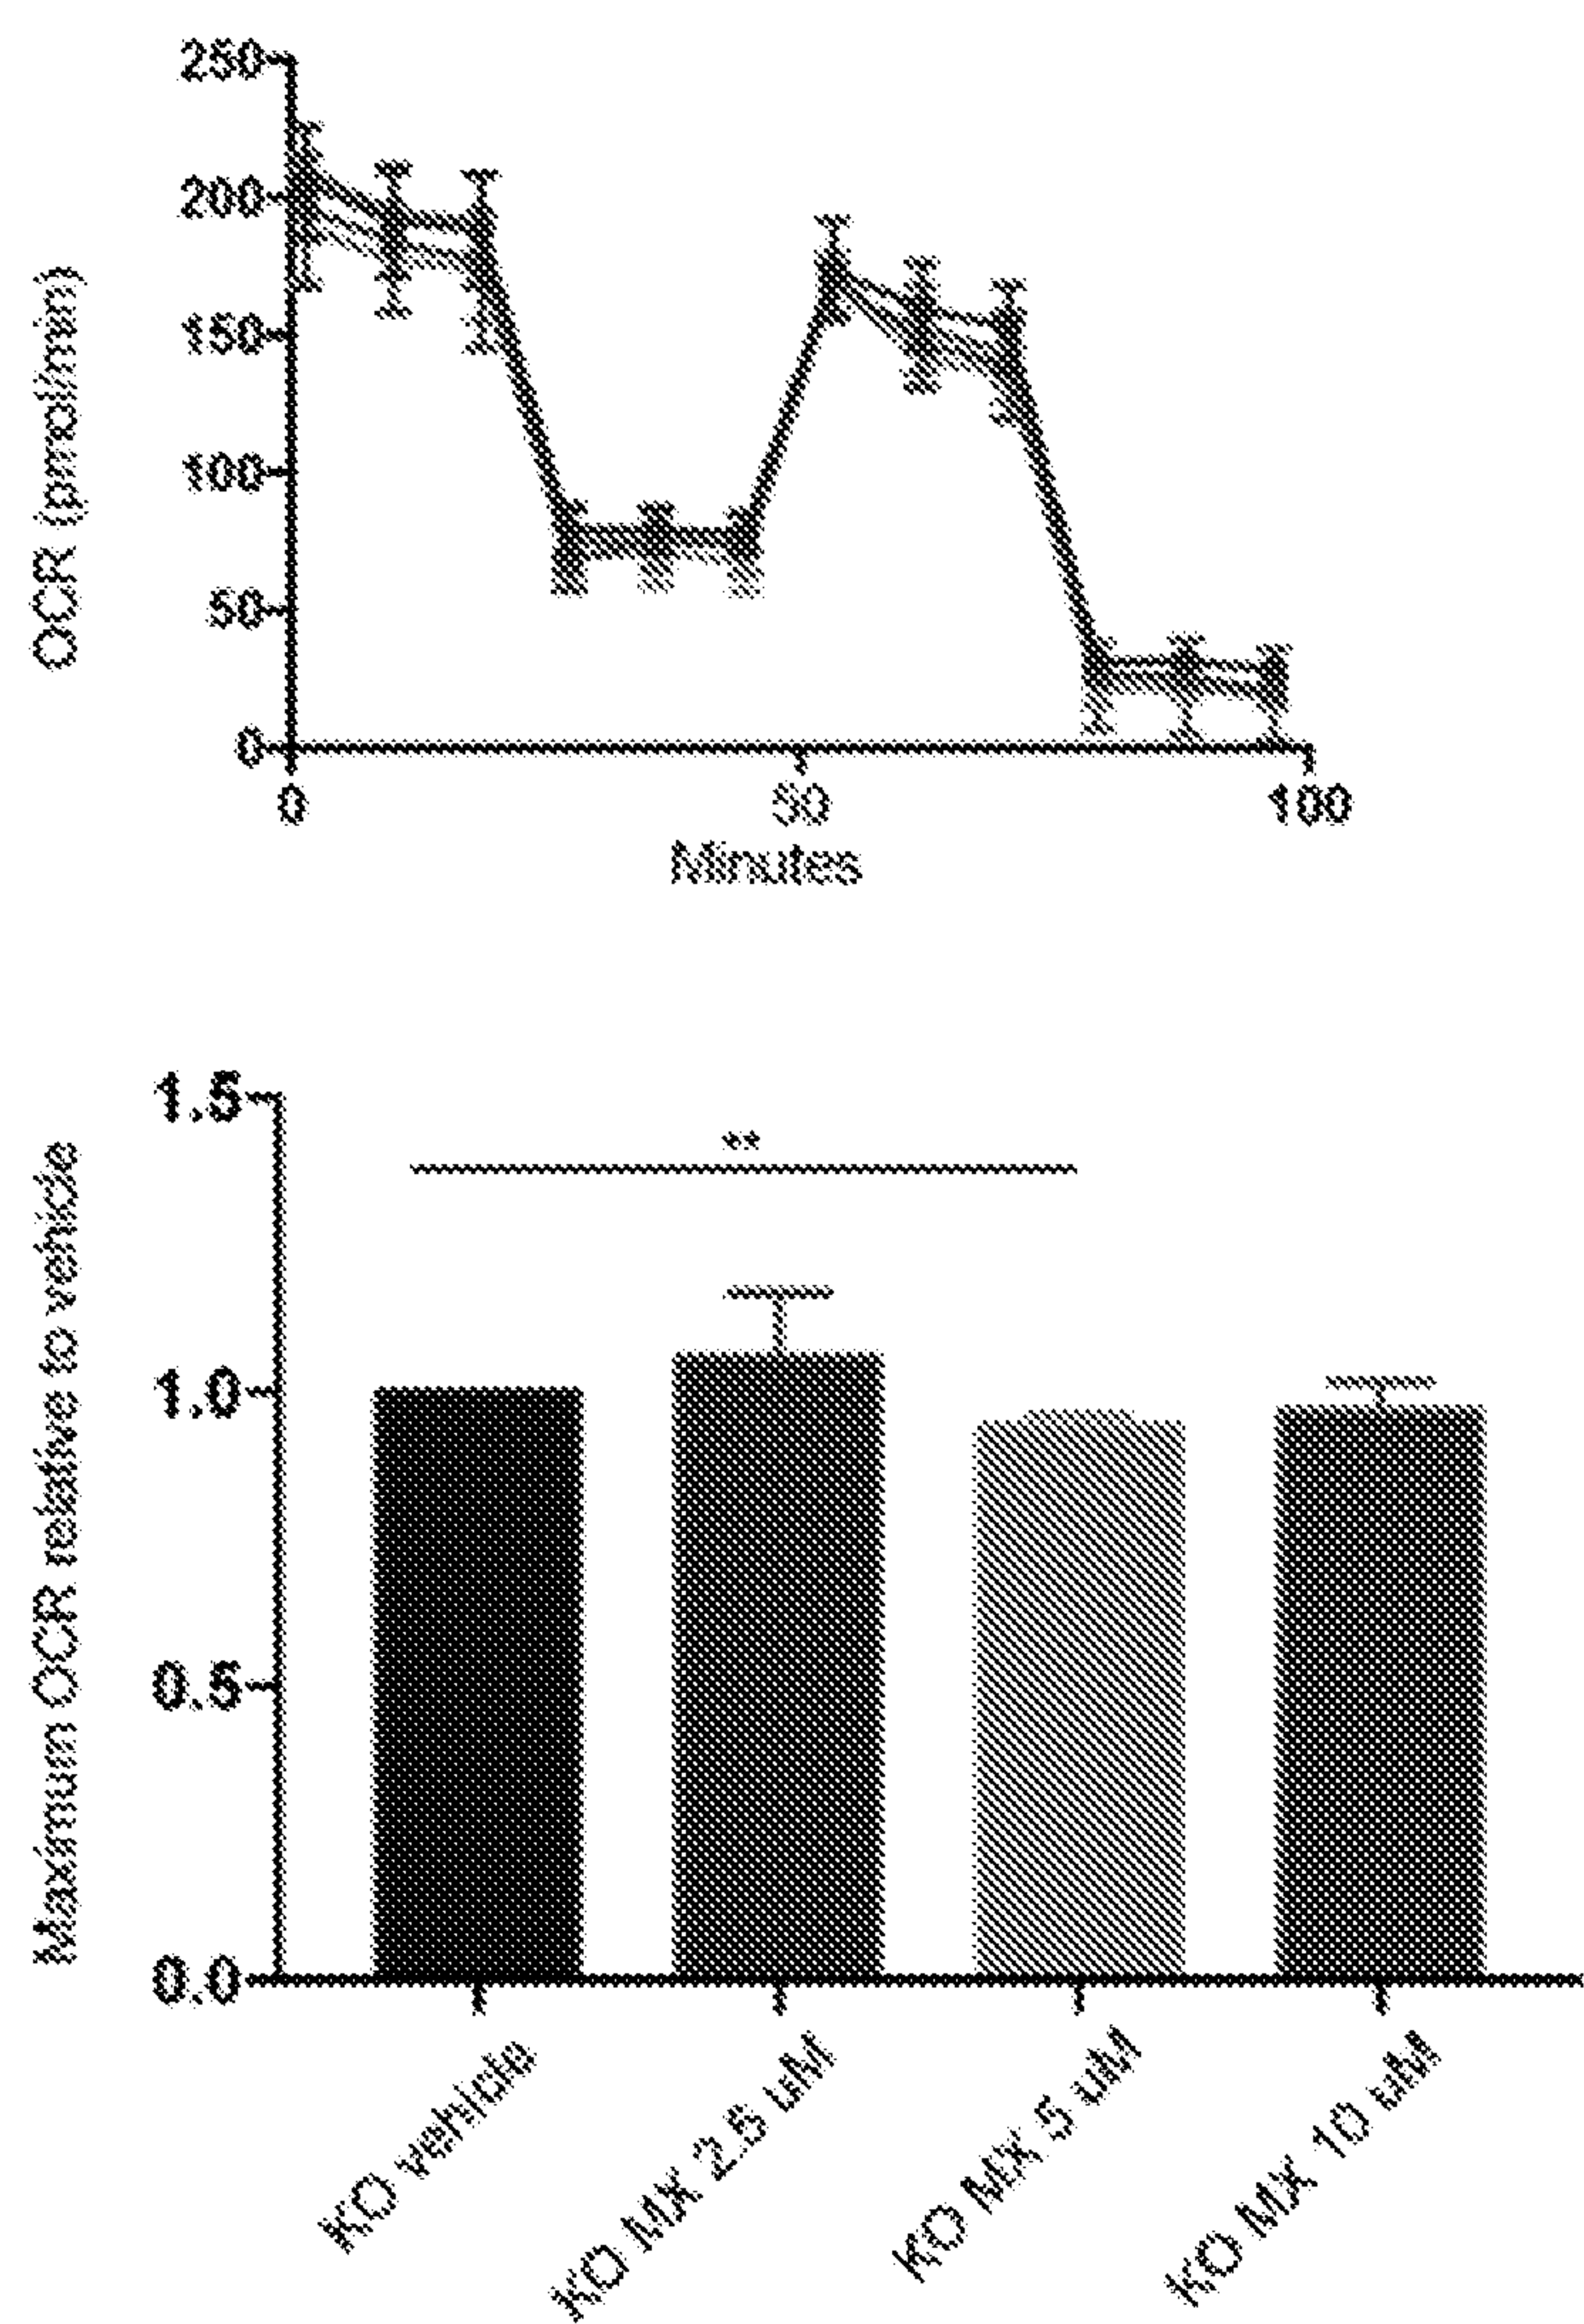 250
200
150
100
50
0
0 50 100
OCR (pmol/min)
Minutes
1.5
1.0
0.5
0.0
**
Maximum OCR relative to vehicle
KO vehicle
KO MX 2.5 uM
KO MX 5 uM
KO MX 10 uM